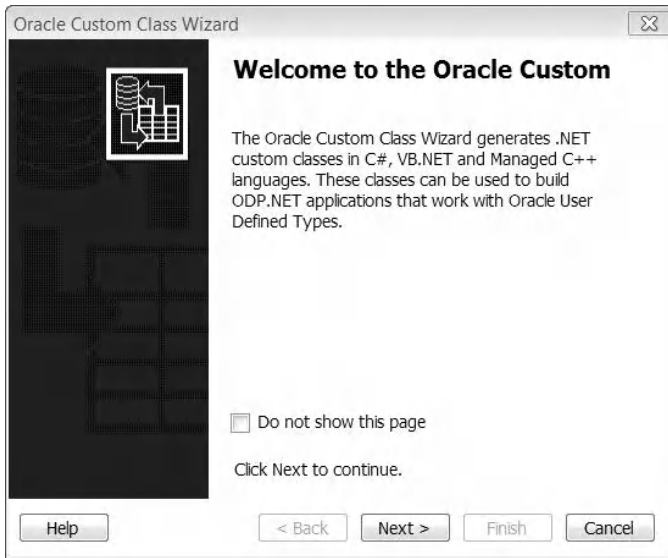 Oracle Custom Class Wizard
Welcome to the Oracle Custom
The Oracle Custom Class Wizard generates .NET
custom classes in C#, VB.NET and Managed C++
languages. These classes can be used to build
ODP.NET applications that work with Oracle User
Defined Types.
Do not show this page
Click Next to continue.
Help
< Back
Next >
Finish
Cancel